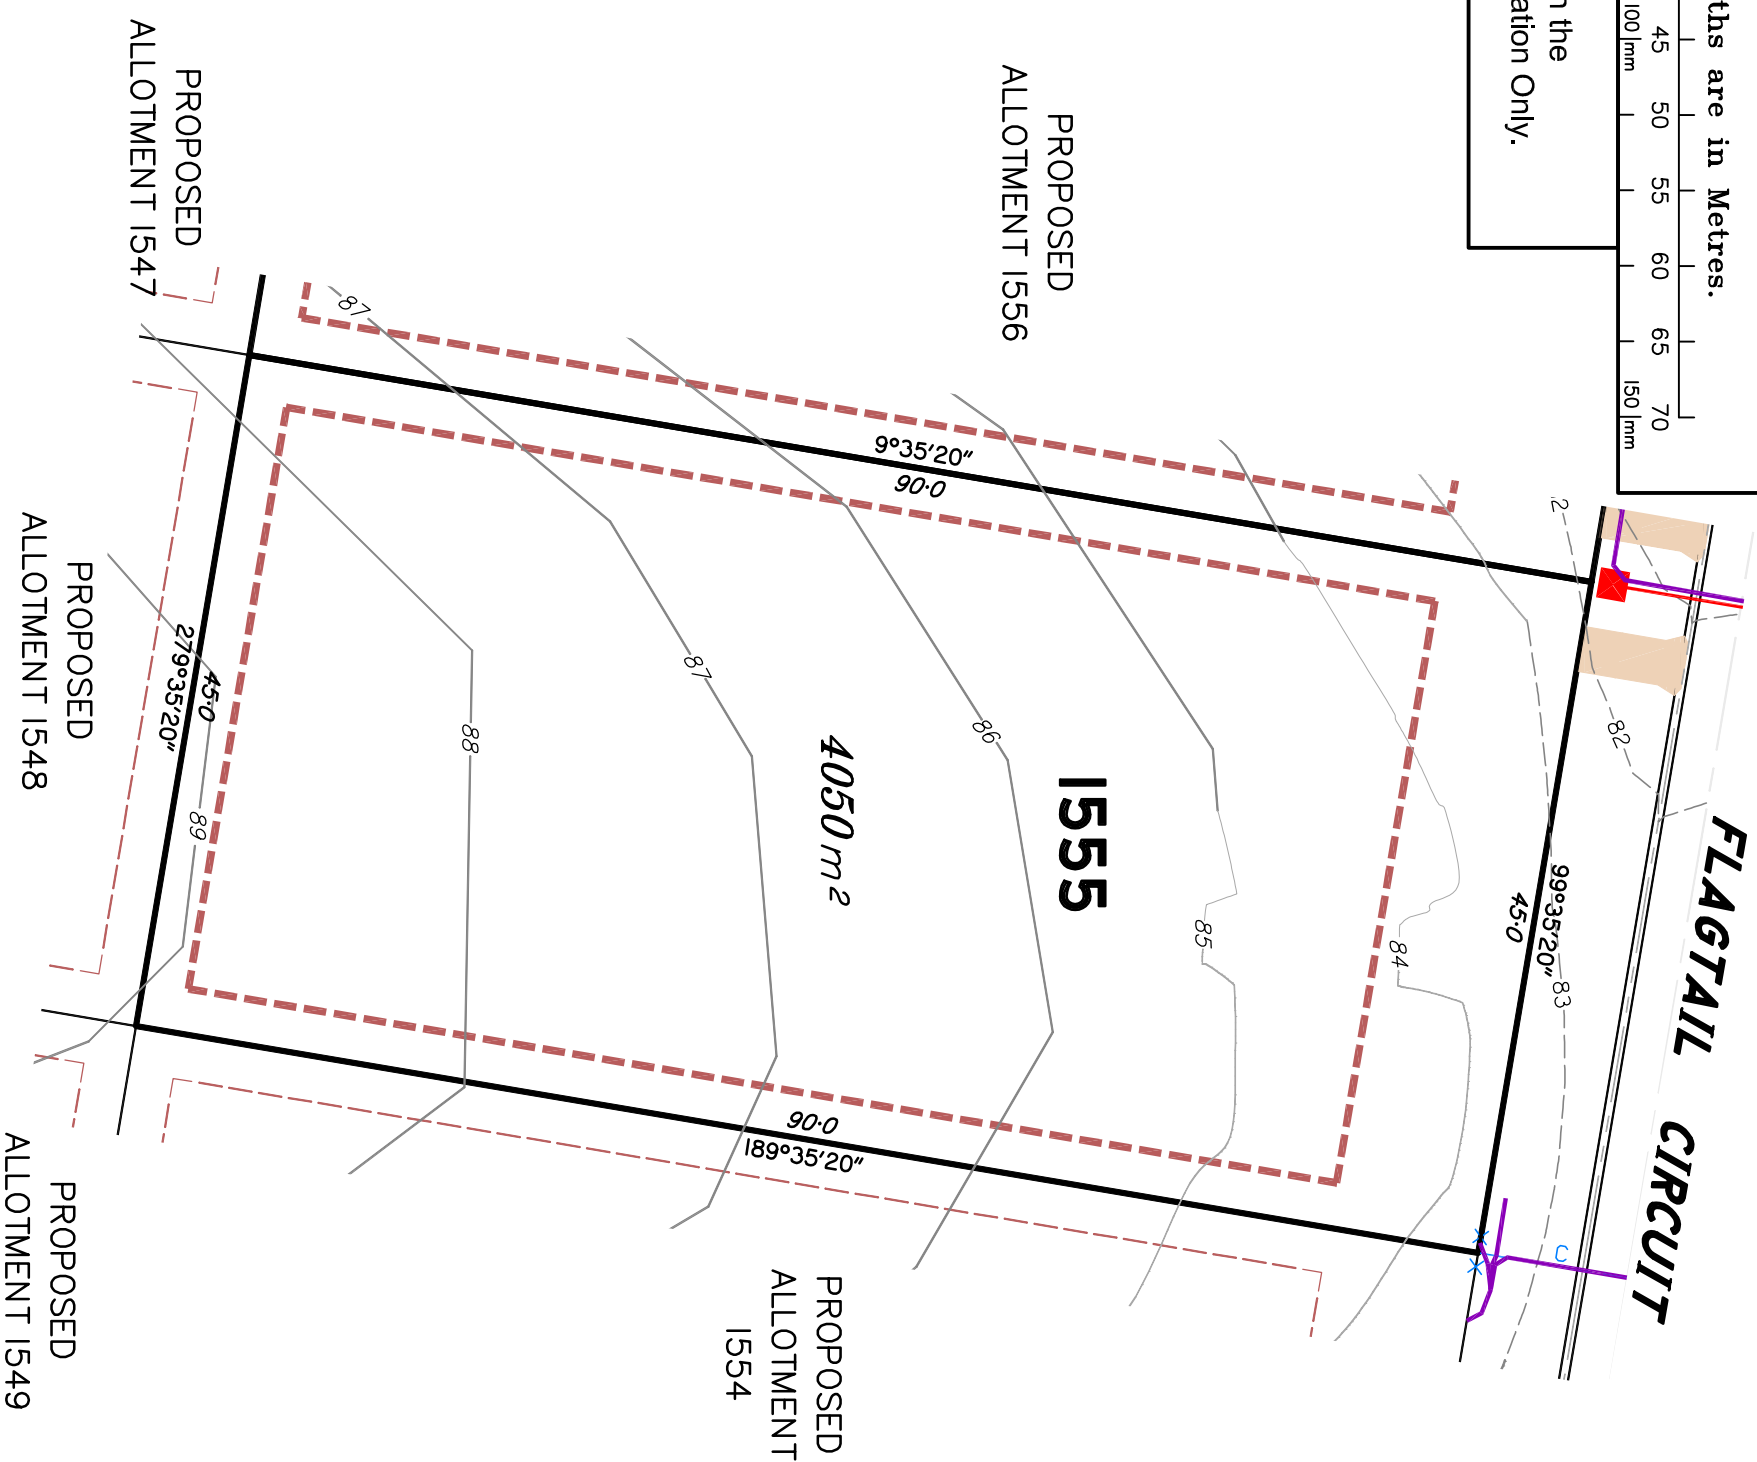 ths are in Metres.
45 50 55 60 65 70
100 mm 150 mm
n the
ation Only.
FLAGTAIL CIRCUIT
2
82
83
C
99°35'20"
45·0
84
85
PROPOSED
ALLOTMENT 1556
9°35'20"
90·0
1555
86
4050 m²
87
87
88
90·0
189°35'20"
PROPOSED
ALLOTMENT
1554
PROPOSED
ALLOTMENT 1547
45·0
279°35'20"
89
PROPOSED
ALLOTMENT 1548
PROPOSED
ALLOTMENT 1549